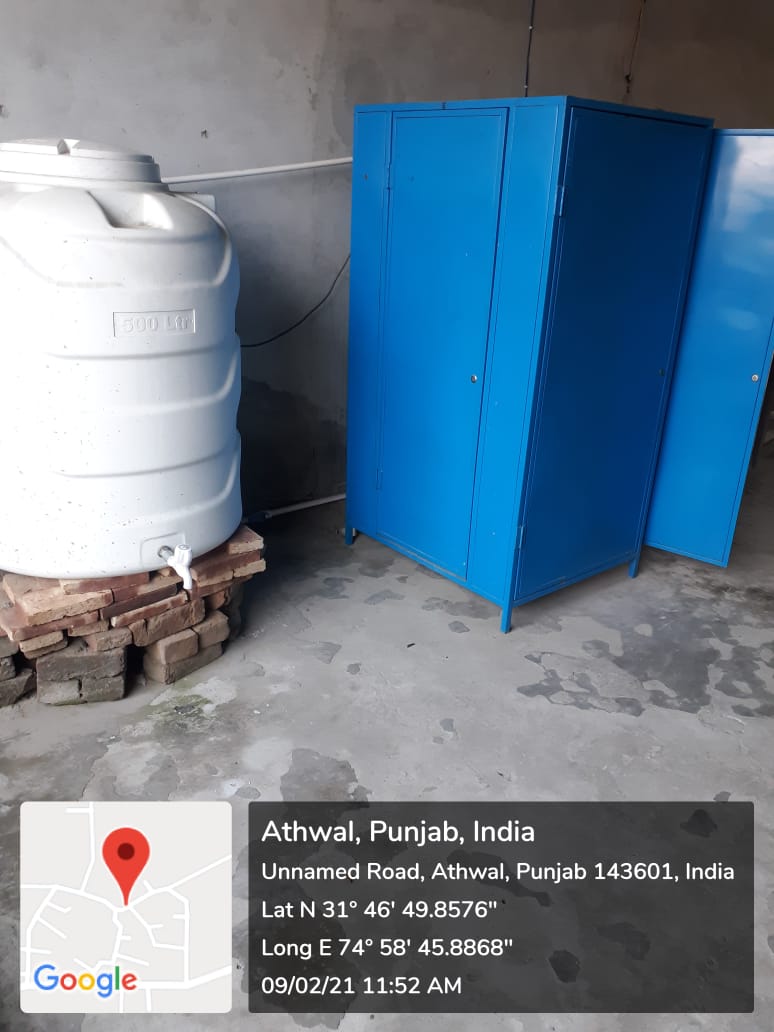 500 Ltr
Athwal, Punjab, India
Unnamed Road, Athwal, Punjab 143601, India
Lat N 31° 46' 49.8576"
Long E 74° 58' 45.8868"
09/02/21 11:52 AM
Google